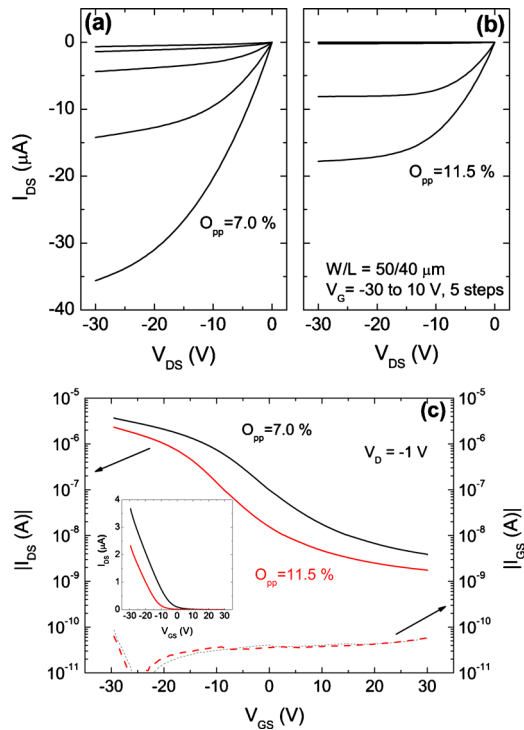 (a)
(b)
0
-10
-20
-30
-40
I_DS (μA)
O_pp=7.0 %
O_pp=11.5 %
W/L = 50/40 μm
V_G= -30 to 10 V, 5 steps
-30 -20 -10 0
-30 -20 -10 0
V_DS (V)
V_DS (V)
(c)
10^-5
10^-6
10^-7
10^-8
10^-9
10^-10
10^-11
|I_DS (A)|
O_pp=7.0 %
V_D = -1 V
O_pp=11.5 %
4
3
2
1
0
I_DS (μA)
-30 -20 -10 0 10 20 30
V_GS (V)
10^-5
10^-6
10^-7
10^-8
10^-9
10^-10
10^-11
|I_GS (A)|
-30 -20 -10 0 10 20 30
V_GS (V)